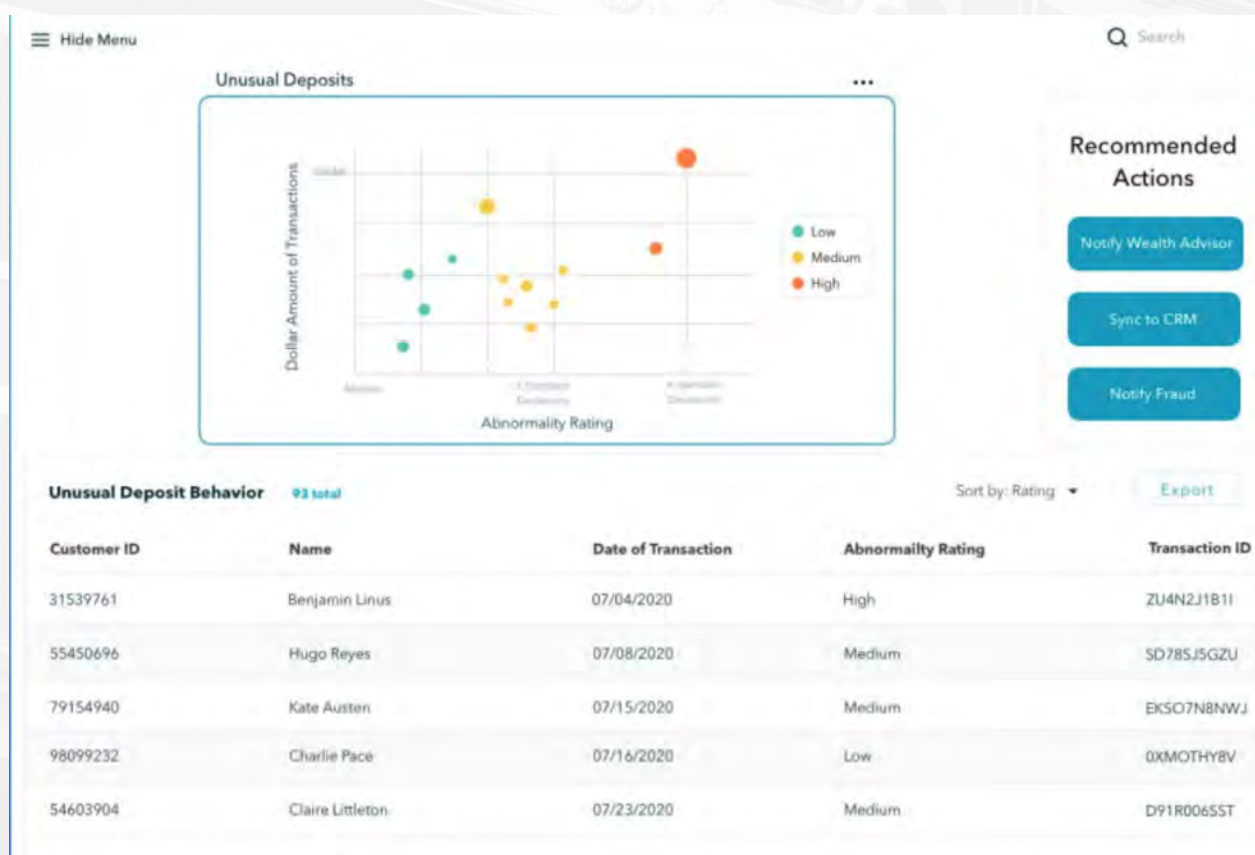 Hide Menu
Search
Unusual Deposits
Dollar Amount of Transactions
Low
Medium
High
Median
Abnormality Rating
Recommended
Actions
Notify Wealth Advisor
Sync to CRM
Notify Fraud
Unusual Deposit Behavior 93 total Sort by: Rating Export
Customer ID Name Date of Transaction Abnormailty Rating Transaction ID
31539761 Benjamin Linus 07/04/2020 High ZU4N2J1B1I
55450696 Hugo Reyes 07/08/2020 Medium SD78SJ5GZU
79154940 Kate Austen 07/15/2020 Medium EKSO7N8NWJ
98099232 Charlie Pace 07/16/2020 Low 0XMOTHY8V
54603904 Claire Littleton 07/23/2020 Medium D91R006SST